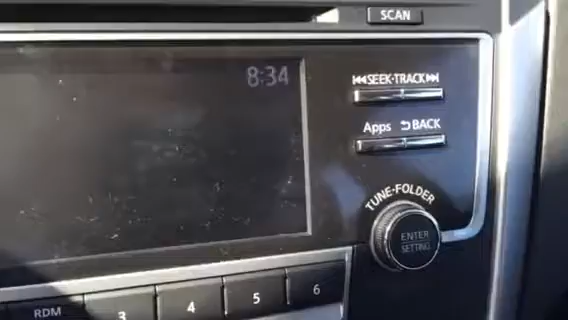 SCAN
8:34
⏮SEEK·TRACK⏭
Apps ⮌BACK
TUNE·FOLDER
ENTER
SETTING
RDM 3 4 5 6